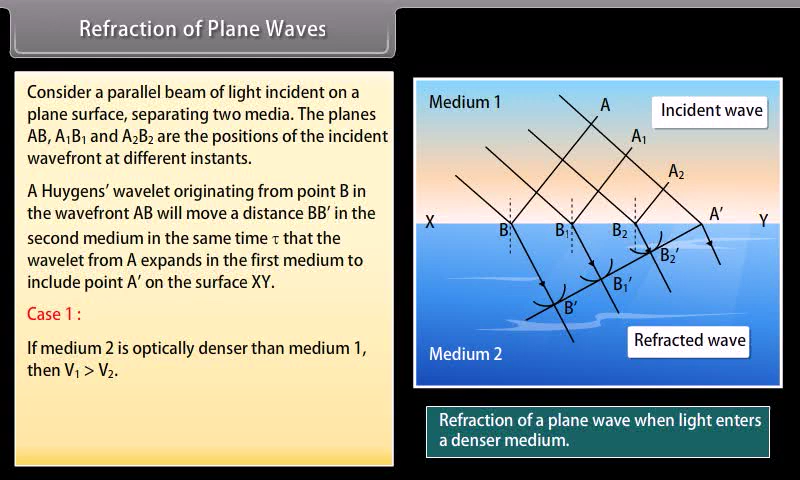 Refraction of Plane Waves
Consider a parallel beam of light incident on a
plane surface, separating two media. The planes
AB, A₁B₁ and A₂B₂ are the positions of the incident
wavefront at different instants.
A Huygens' wavelet originating from point B in
the wavefront AB will move a distance BB' in the
second medium in the same time τ that the
wavelet from A expands in the first medium to
include point A' on the surface XY.
Case 1 :
If medium 2 is optically denser than medium 1,
then V₁ > V₂.
Medium 1
Incident wave
A
A₁
A₂
A'
X
Y
B
B₁
B₂
B₂'
B₁'
B'
Refracted wave
Medium 2
Refraction of a plane wave when light enters
a denser medium.